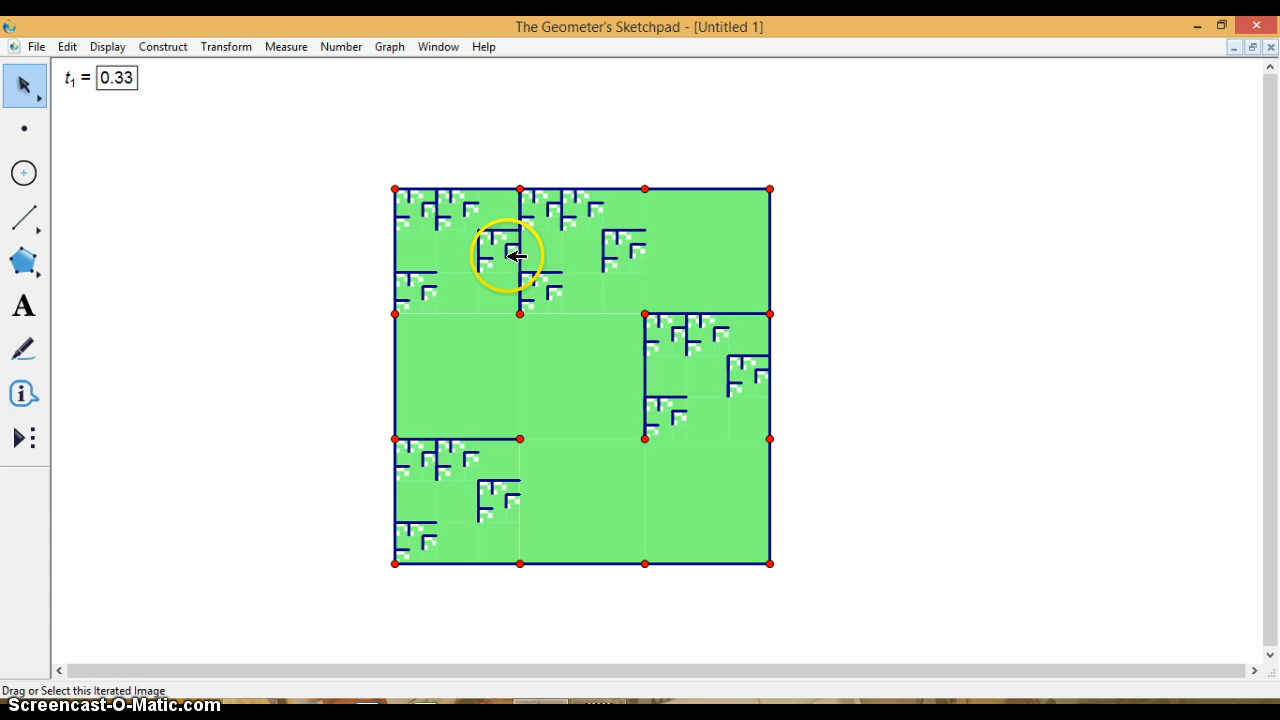 The Geometer's Sketchpad - [Untitled 1]
File Edit Display Construct Transform Measure Number Graph Window Help
t1 = 0.33
A
Drag or Select this Iterated Image
Screencast-O-Matic.com